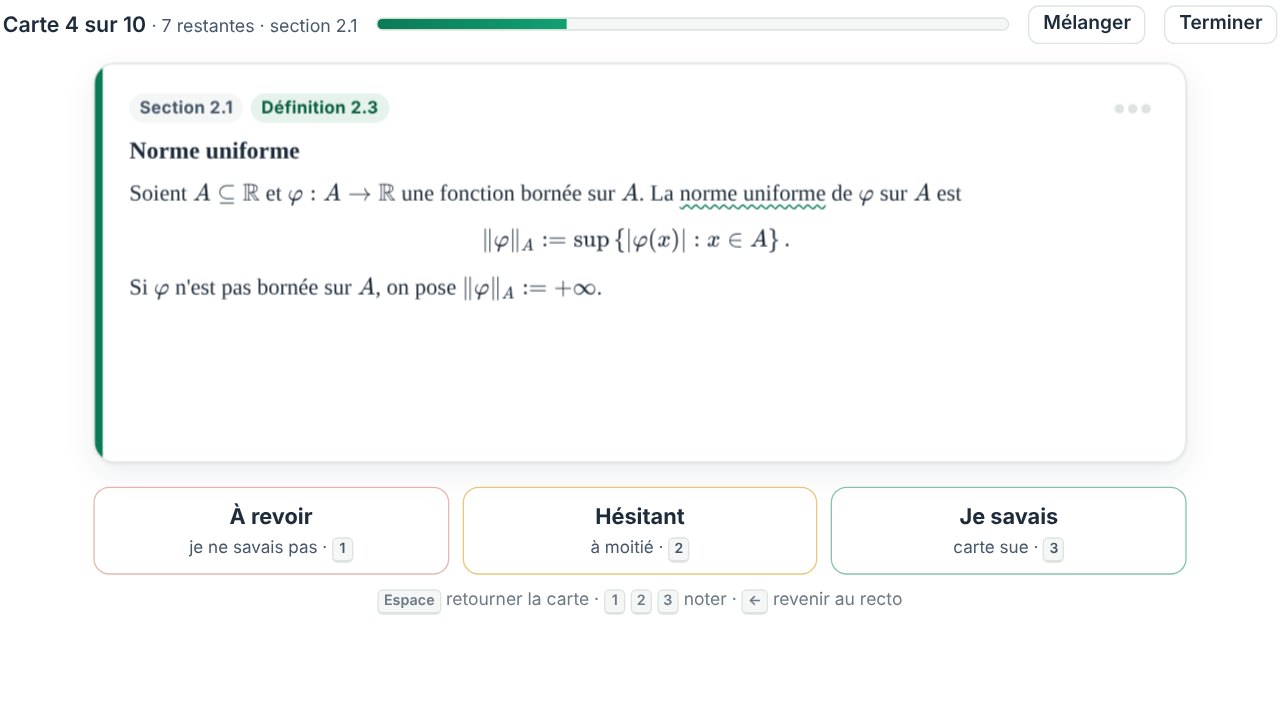 Carte 4 sur 10 · 7 restantes · section 2.1
Mélanger
Terminer
Section 2.1
Définition 2.3
Norme uniforme
Soient A ⊆ ℝ et φ : A → ℝ une fonction bornée sur A. La norme uniforme de φ sur A est
‖φ‖_A := sup {|φ(x)| : x ∈ A} .
Si φ n'est pas bornée sur A, on pose ‖φ‖_A := +∞.
À revoir
je ne savais pas · 1
Hésitant
à moitié · 2
Je savais
carte sue · 3
Espace retourner la carte · 1 2 3 noter · ← revenir au recto